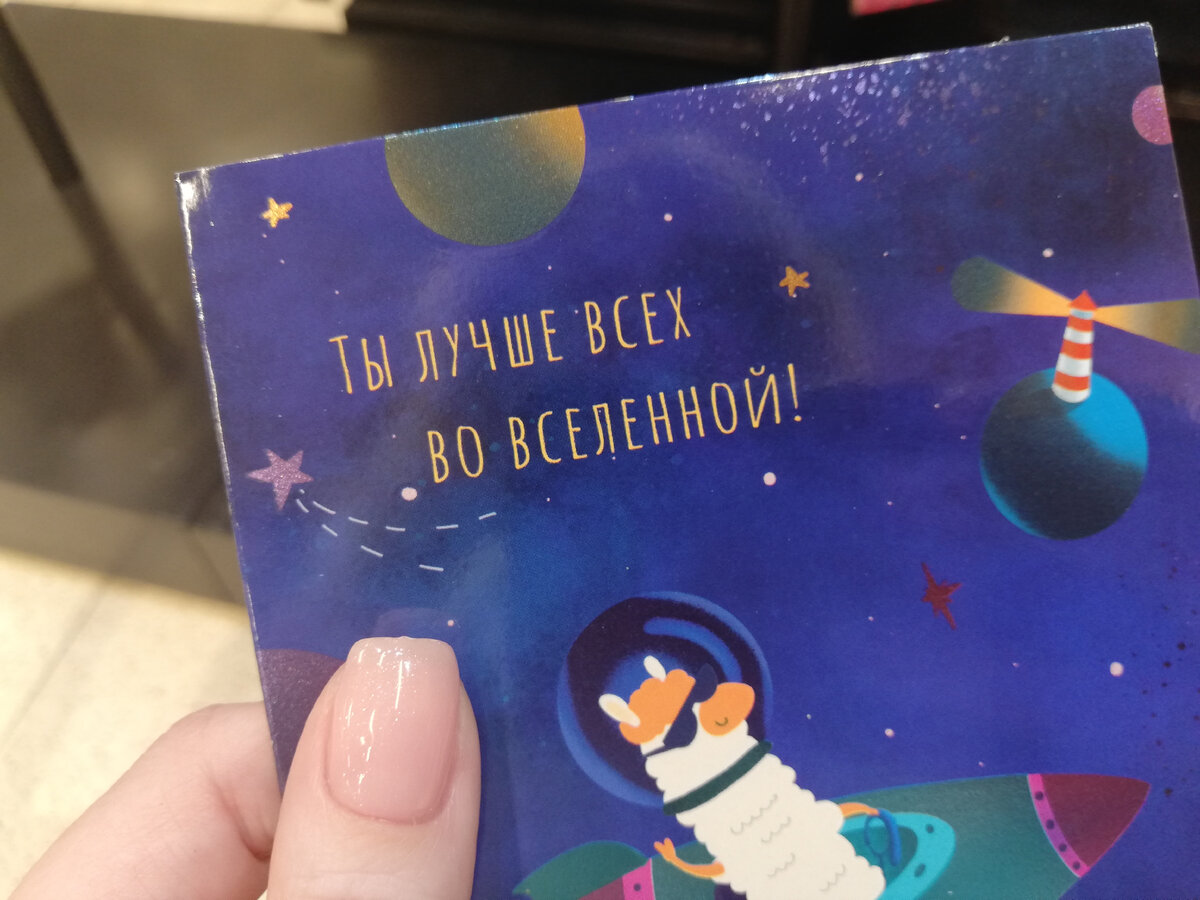 Ты лучше всех
во вселенной!